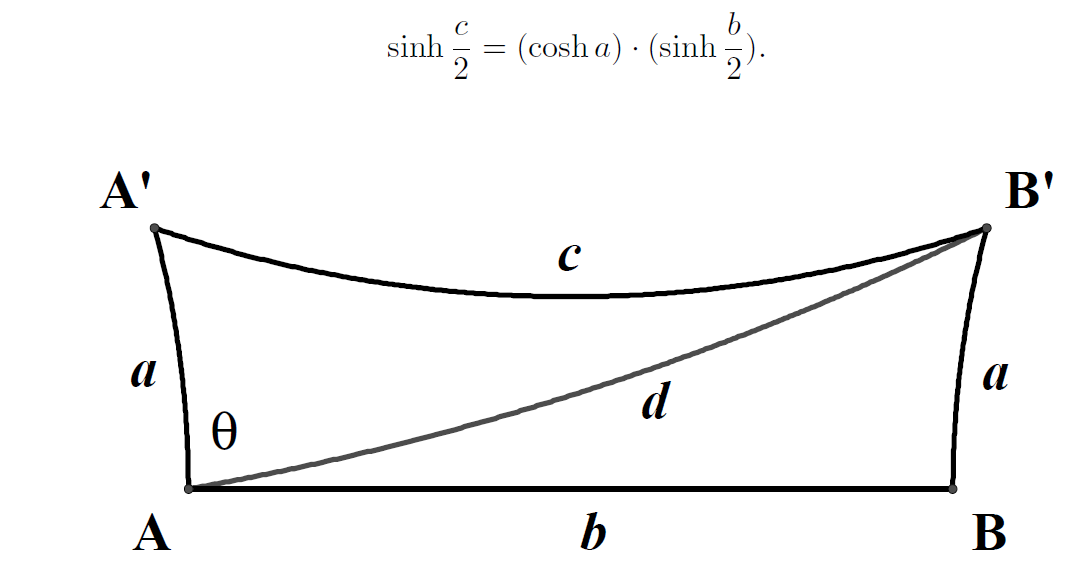 sinh c/2 = (cosh a) · (sinh b/2).
A' B'
c
a θ d a
A b B